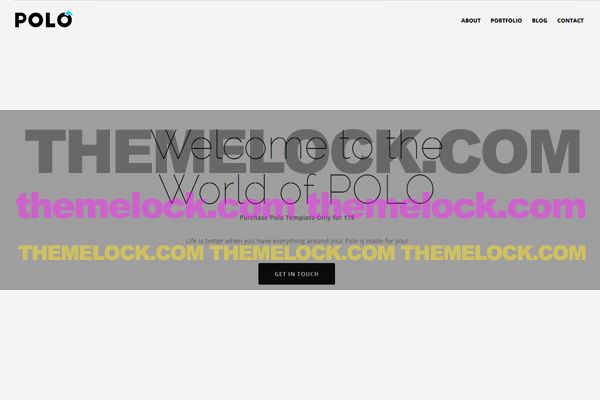 POLO
ABOUT PORTFOLIO BLOG CONTACT
THEMELOCK.COM
Welcome to the
World of POLO
themelock.com themelock.com
Purchase Polo Template Only for 17$
Life is better when you have everything around you! Polo is made for you!
THEMELOCK.COM THEMELOCK.COM THEMELOCK.COM
GET IN TOUCH